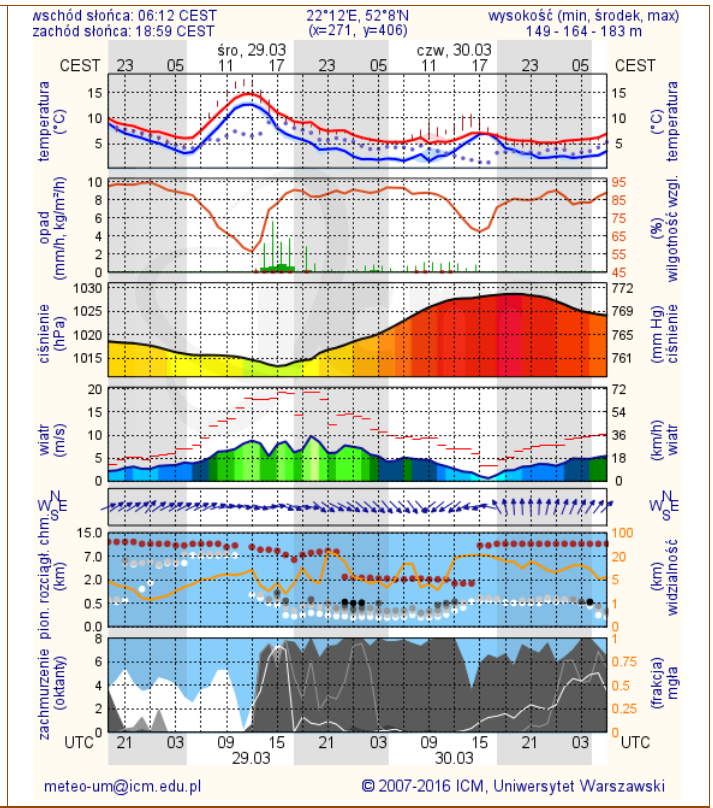 wschód słońca: 06:12 CEST 22°12'E, 52°8'N wysokość (min, środek, max)
zachód słońca: 18:59 CEST (x=271, y=406) 149 - 164 - 183 m
śro, 29.03 czw, 30.03
CEST 23 05 11 17 23 05 11 17 23 05 CEST
temperatura (°C)
15 10 5
15 10 5
(°C) temperatura
opad (mm/h, kg/m²/h)
10 8 6 4 2 0
95 85 75 65 55 45
(%) wilgotność wzgl.
ciśnienie (hPa)
1030 1025 1020 1015
772 769 765 761
(mm Hg) ciśnienie
wiatr (m/s)
20 15 10 5 0
72 54 36 18 0
(km/h) wiatr
N W E S
N W E S
pion. rozciągł. chm. (km)
15.0 7.0 2.0 0.5 0.0
100 20 5 1 0
(km) widzialność
zachmurzenie (oktanty)
8 6 4 2 0
1 0.75 0.5 0.25 0
(frakcja) mgła
UTC 21 03 09 15 21 03 09 15 21 03 UTC
29.03 30.03
meteo-um@icm.edu.pl © 2007-2016 ICM, Uniwersytet Warszawski